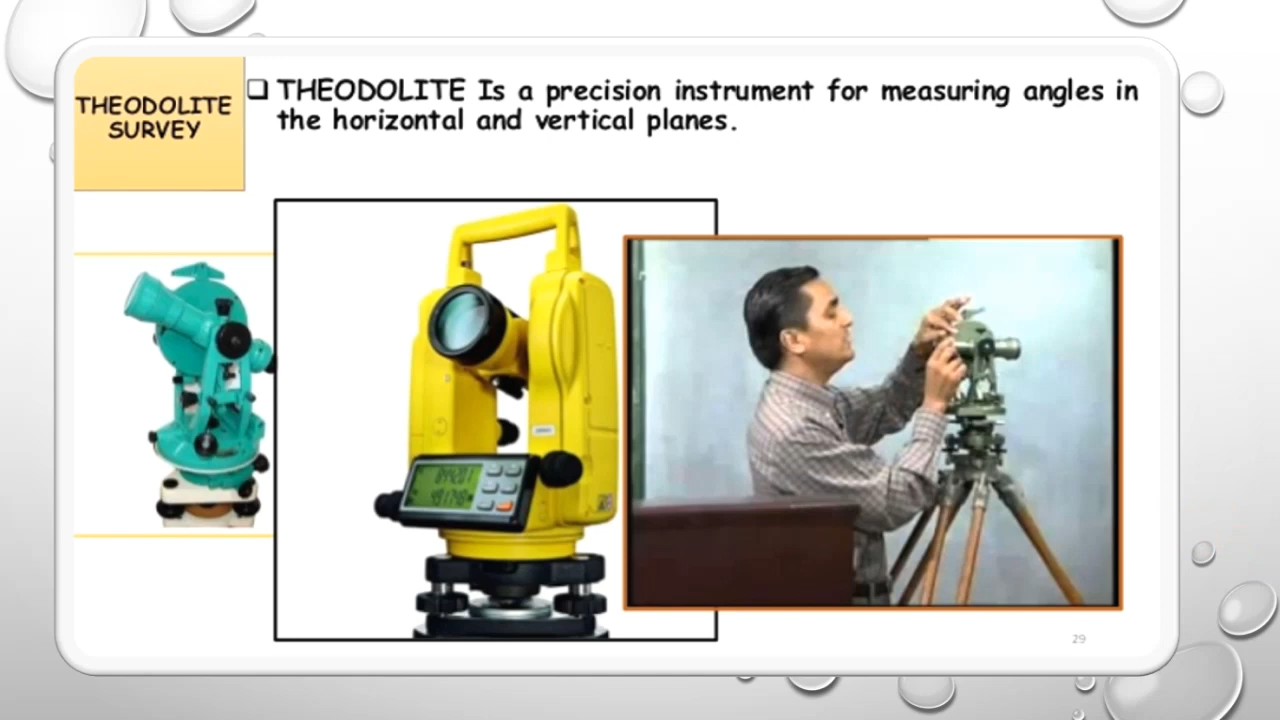 THEODOLITE
SURVEY
❑ THEODOLITE Is a precision instrument for measuring angles in
the horizontal and vertical planes.
29